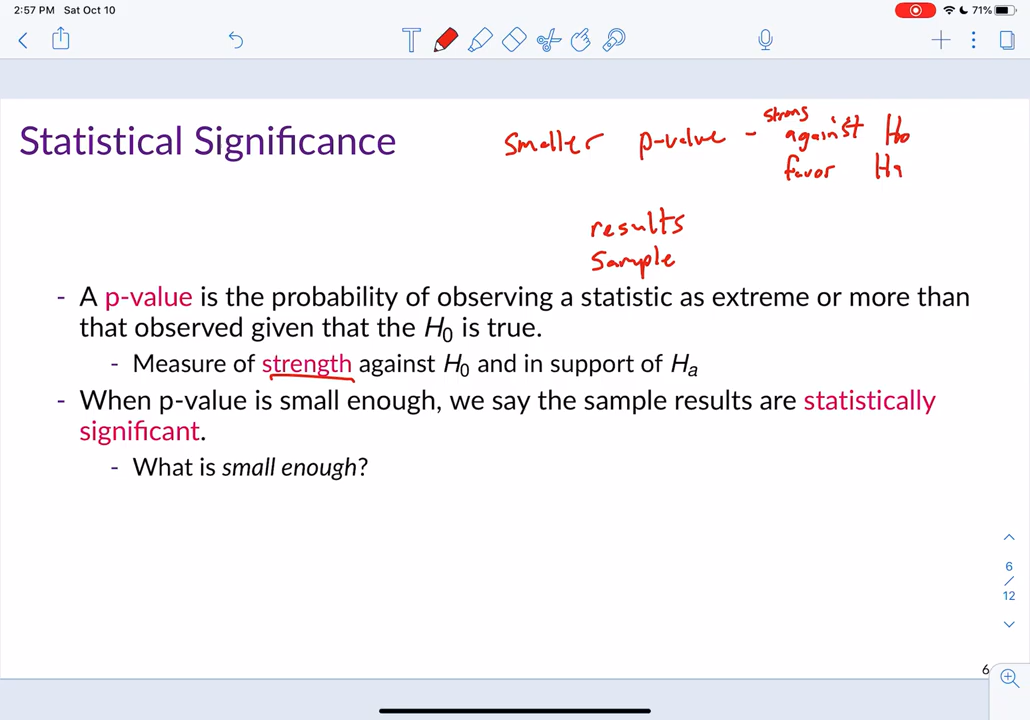 2:57 PM Sat Oct 10
71%
T
Statistical Significance
smaller p-value - strong against H₀
favor Hₐ
results
sample
- A p-value is the probability of observing a statistic as extreme or more than
that observed given that the H₀ is true.
- Measure of strength against H₀ and in support of Hₐ
- When p-value is small enough, we say the sample results are statistically
significant.
- What is small enough?
6
/
12
6